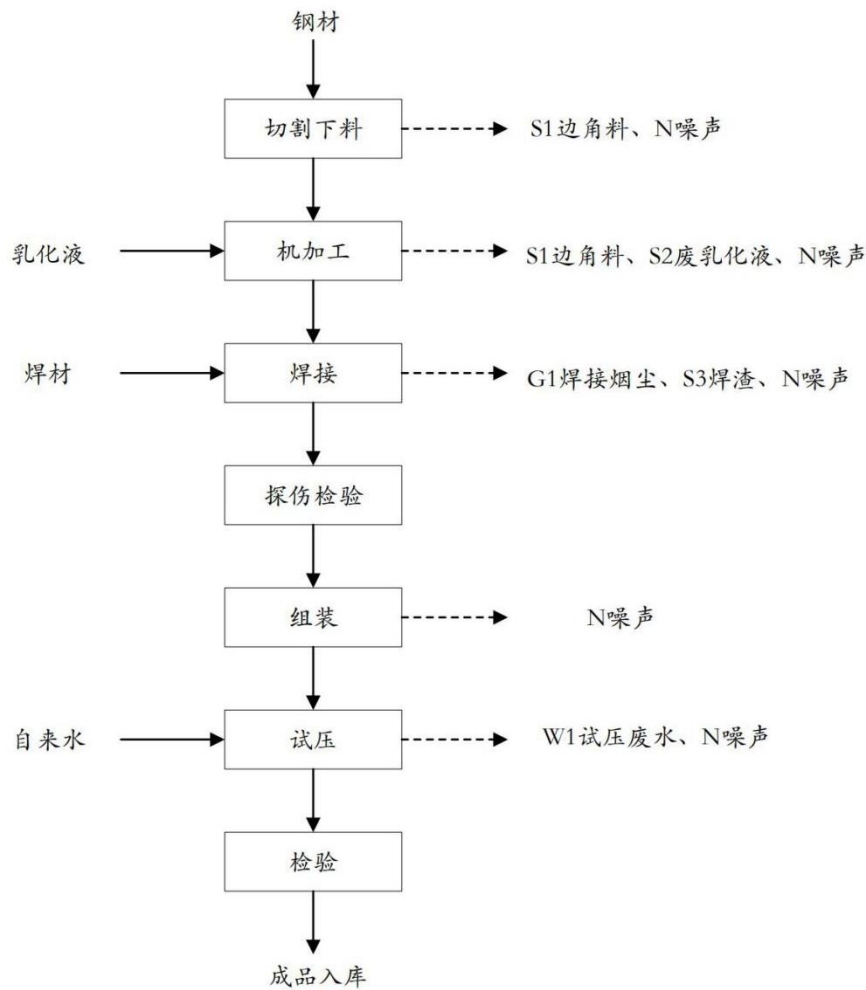 钢材
切割下料
S1边角料、N噪声
乳化液
机加工
S1边角料、S2废乳化液、N噪声
焊材
焊接
G1焊接烟尘、S3焊渣、N噪声
探伤检验
组装
N噪声
自来水
试压
W1试压废水、N噪声
检验
成品入库